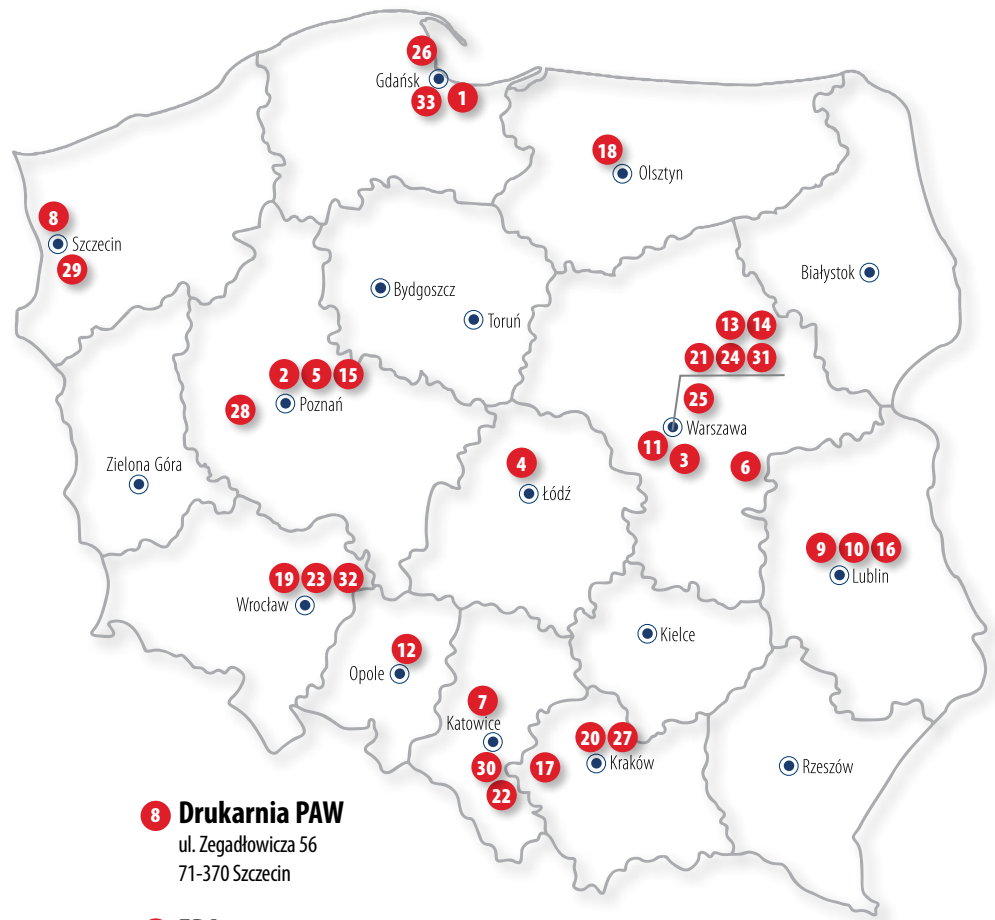 26
Gdańsk
33 1
18
Olsztyn
8
Szczecin
29
Bydgoszcz
Toruń
Białystok
13 14
21 24 31
25
Warszawa
11 3 6
2 5 15
28 Poznań
Zielona Góra
4
Łódź
9 10 16
Lublin
19 23 32
Wrocław
12
Opole
Kielce
7
Katowice
30
22
17
20 27
Kraków
Rzeszów
8 Drukarnia PAW
ul. Zegadłowicza 56
71-370 Szczecin